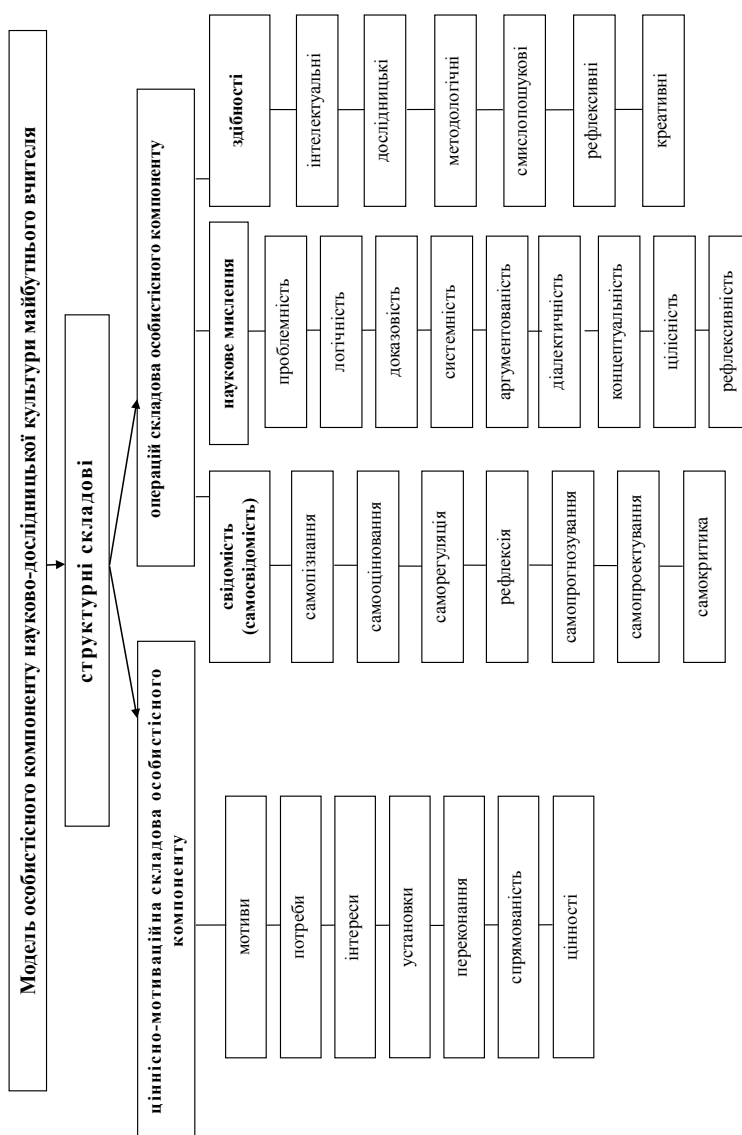 Модель особистісного компоненту науково-дослідницької культури майбутнього вчителя
структурні складові
ціннісно-мотиваційна складова особистісного
компоненту
мотиви
потреби
інтереси
установки
переконання
спрямованість
цінності
операцій складова особистісного компоненту
свідомість
(самосвідомість)
самопізнання
самооцінювання
саморегуляція
рефлексія
самопрогнозування
самопроектування
самокритика
наукове мислення
проблемність
логічність
доказовість
системність
аргументованість
діалектичність
концептуальність
цілісність
рефлексивність
здібності
інтелектуальні
дослідницькі
методологічні
смислопошукові
рефлексивні
креативні